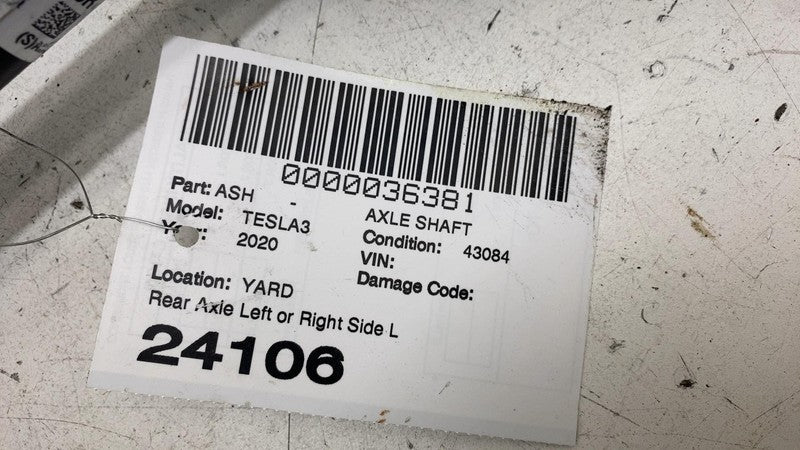 0000036381
Part: ASH -
AXLE SHAFT
Model: TESLA3
Condition: 43084
Year: 2020
VIN:
Damage Code:
Location: YARD
Rear Axle Left or Right Side L
24106